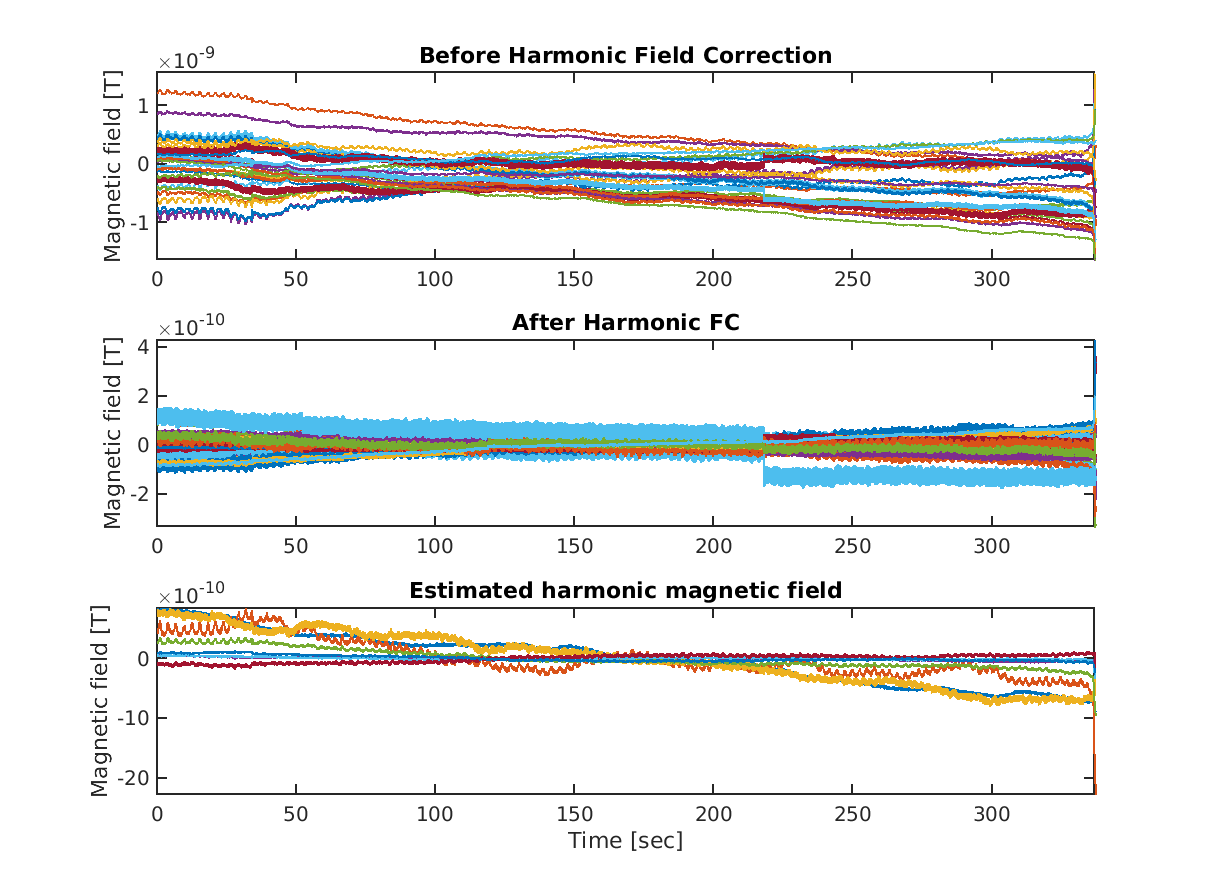 Before Harmonic Field Correction
×10⁻⁹
Magnetic field [T]
1
0
-1
0 50 100 150 200 250 300
After Harmonic FC
×10⁻¹⁰
Magnetic field [T]
4
2
0
-2
0 50 100 150 200 250 300
Estimated harmonic magnetic field
×10⁻¹⁰
Magnetic field [T]
0
-10
-20
0 50 100 150 200 250 300
Time [sec]